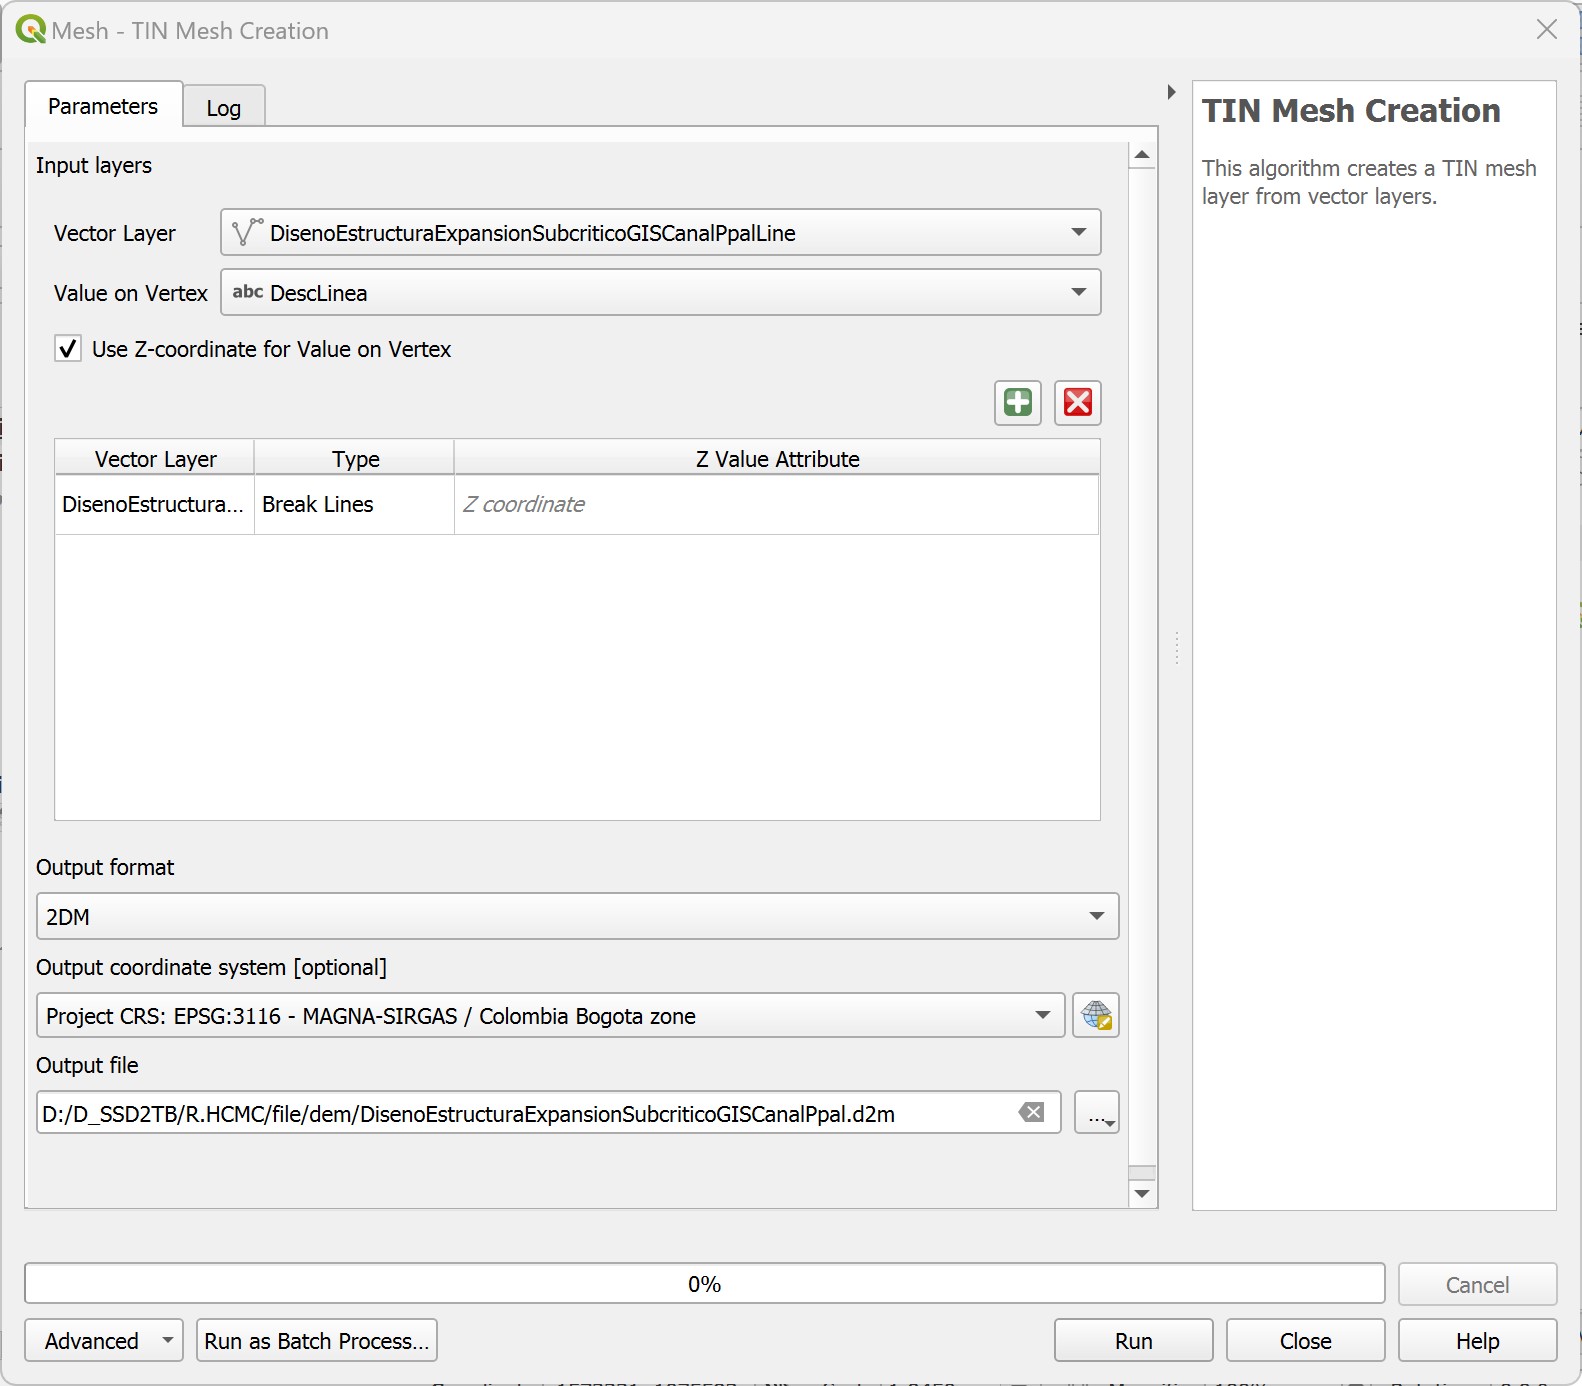 Mesh - TIN Mesh Creation
Parameters
Log
Input layers
Vector Layer
DisenoEstructuraExpansionSubcriticoGISCanalPpalLine
Value on Vertex
abc DescLinea
Use Z-coordinate for Value on Vertex
Vector Layer Type Z Value Attribute
DisenoEstructura... Break Lines Z coordinate
Output format
2DM
Output coordinate system [optional]
Project CRS: EPSG:3116 - MAGNA-SIRGAS / Colombia Bogota zone
Output file
D:/D_SSD2TB/R.HCMC/file/dem/DisenoEstructuraExpansionSubcriticoGISCanalPpal.d2m
...
TIN Mesh Creation
This algorithm creates a TIN mesh
layer from vector layers.
0%
Cancel
Advanced
Run as Batch Process...
Run
Close
Help